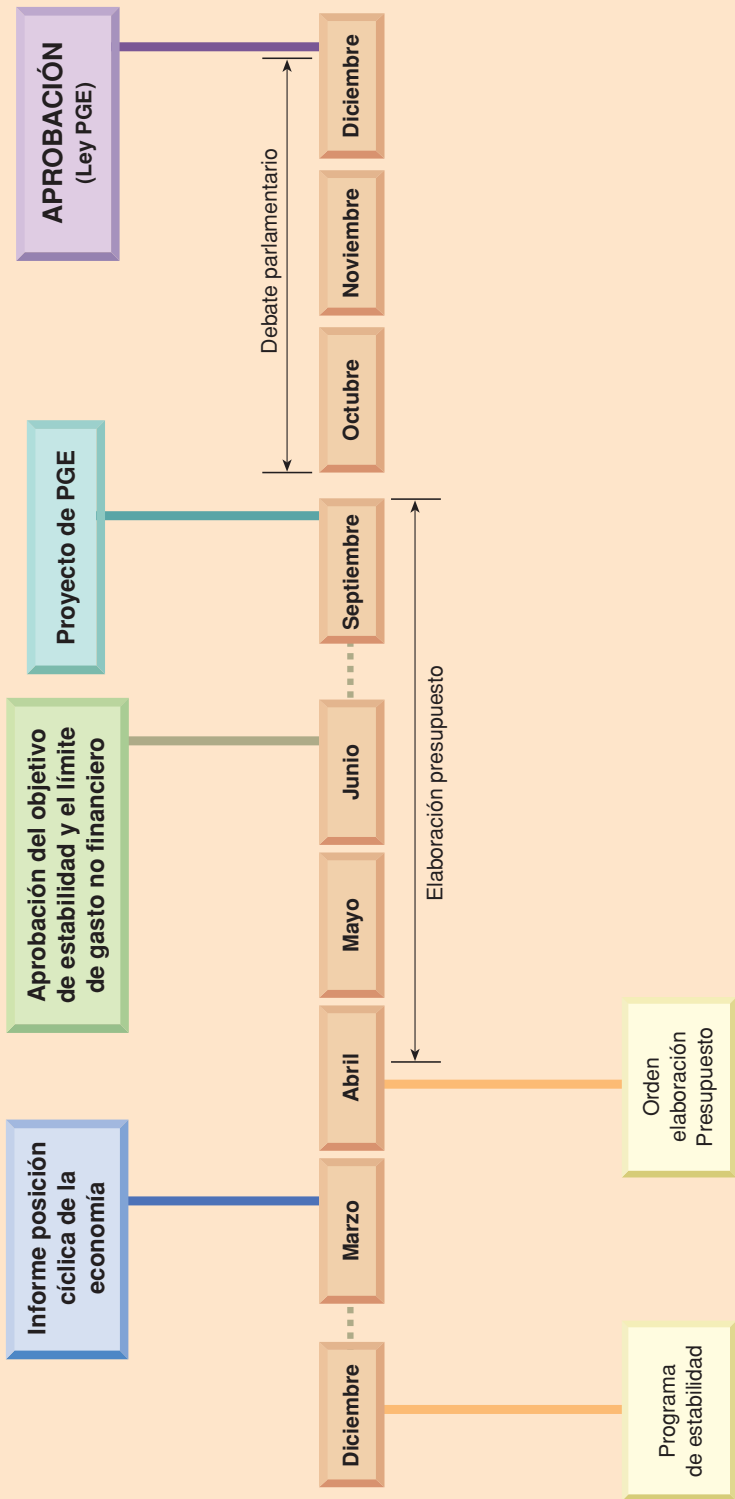 Informe posición
cíclica de la
economía
Aprobación del objetivo
de estabilidad y el límite
de gasto no financiero
Proyecto de PGE
APROBACIÓN
(Ley PGE)
Debate parlamentario
Diciembre
Marzo
Abril
Mayo
Junio
Septiembre
Octubre
Noviembre
Diciembre
Elaboración presupuesto
Programa
de estabilidad
Orden
elaboración
Presupuesto